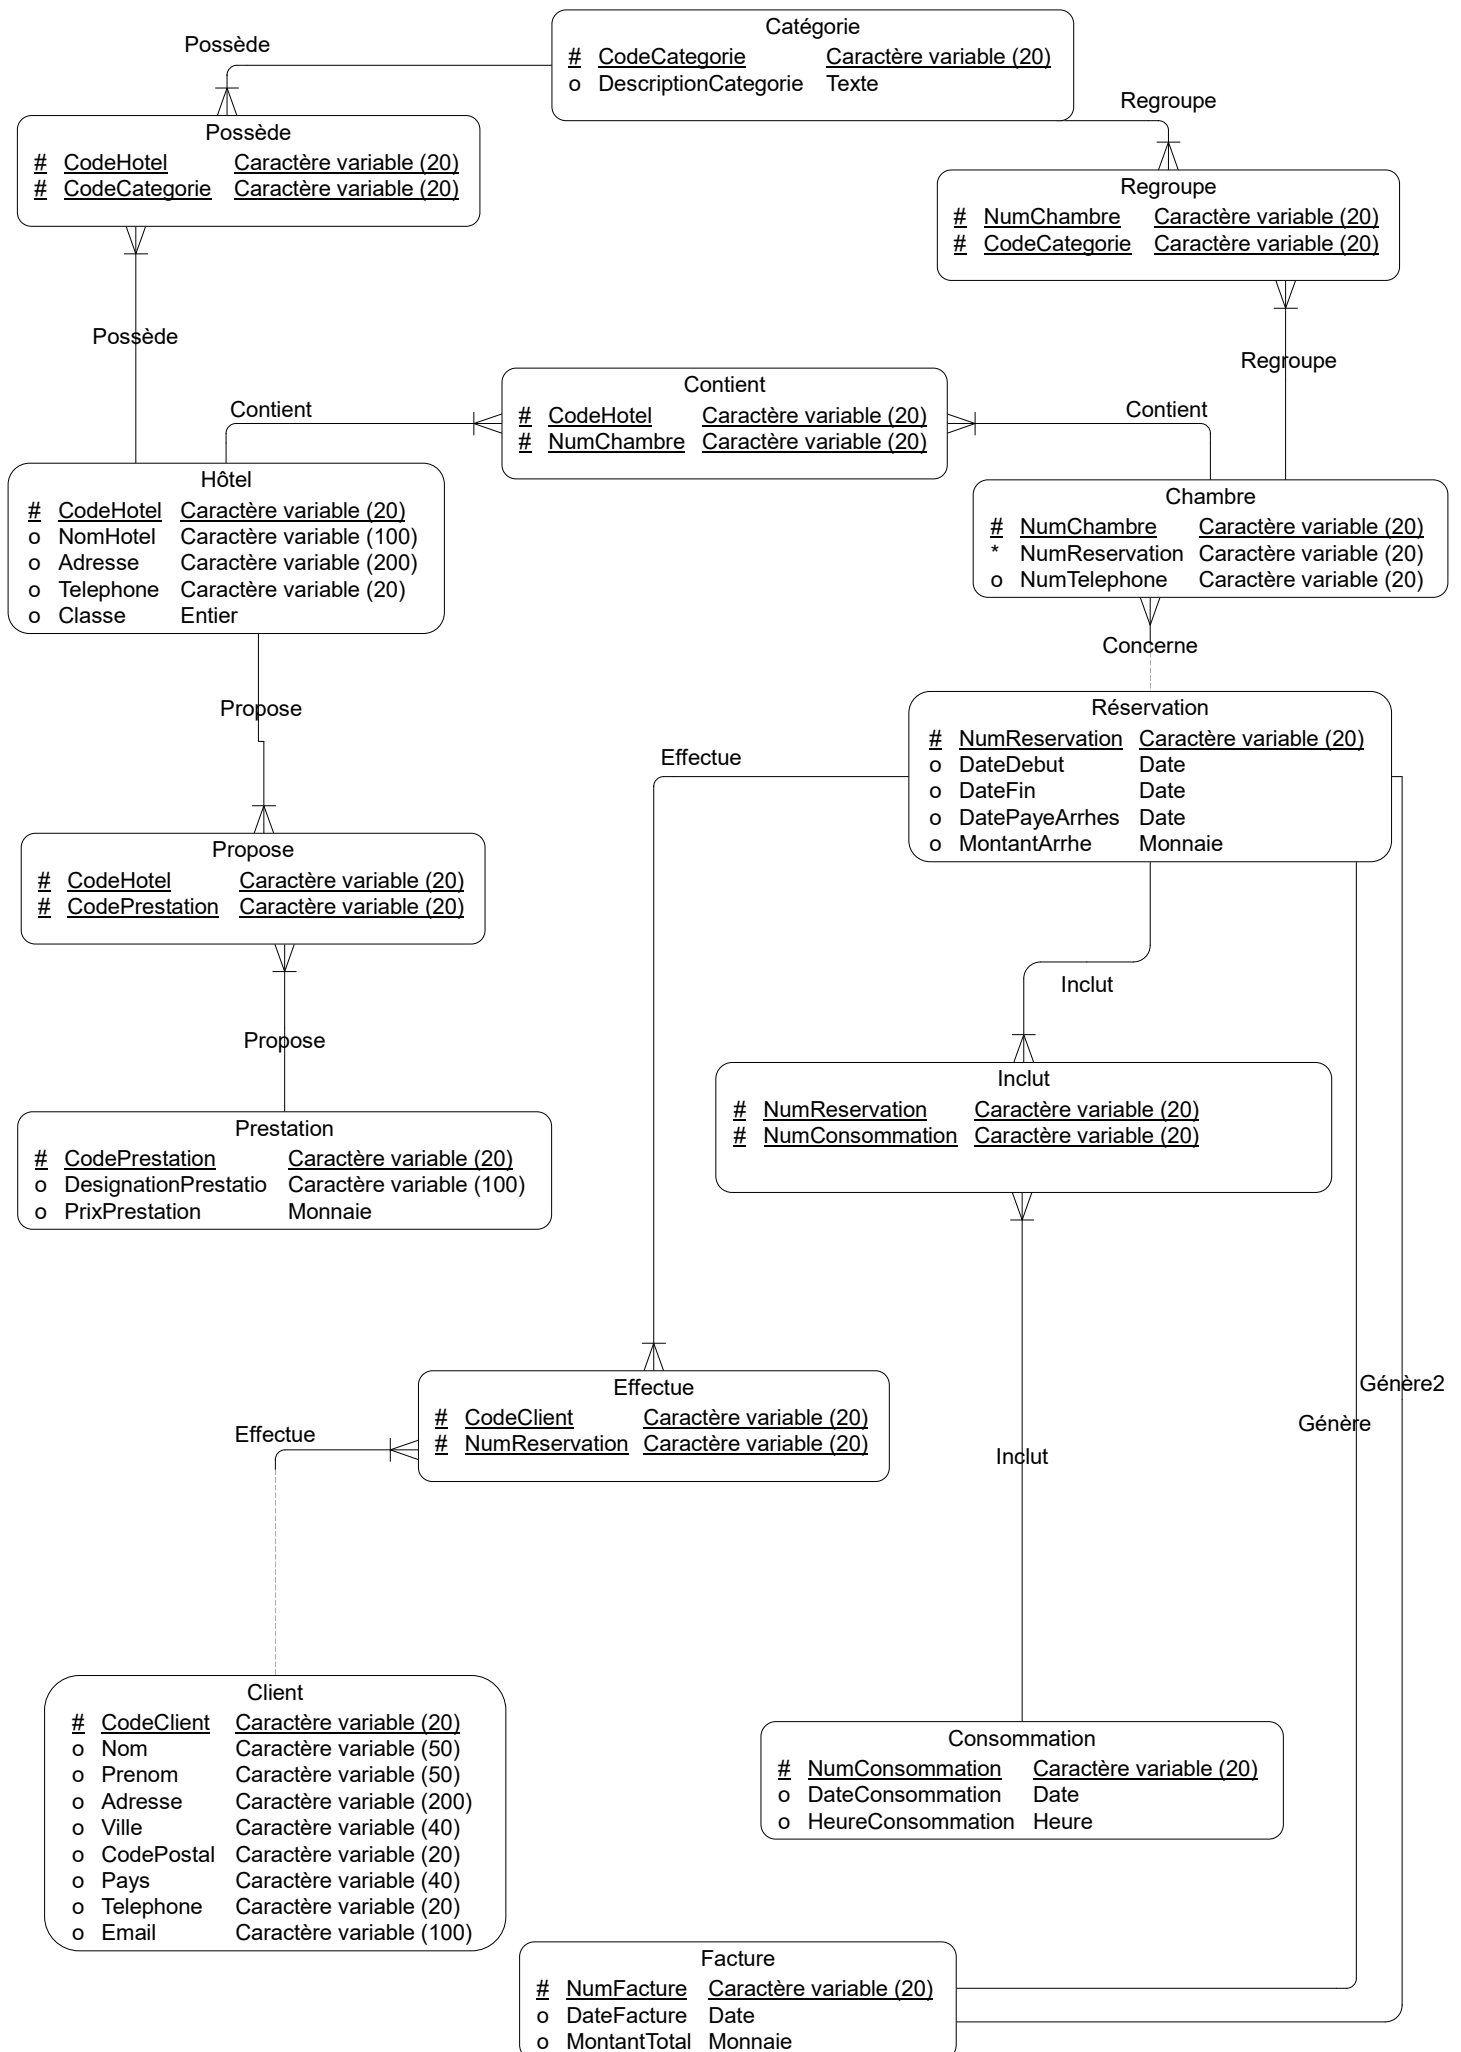 Catégorie
# CodeCategorie Caractère variable (20)
o DescriptionCategorie Texte
Possède
Regroupe
Possède
# CodeHotel Caractère variable (20)
# CodeCategorie Caractère variable (20)
Regroupe
# NumChambre Caractère variable (20)
# CodeCategorie Caractère variable (20)
Possède
Regroupe
Contient
# CodeHotel Caractère variable (20)
# NumChambre Caractère variable (20)
Contient
Contient
Hôtel
# CodeHotel Caractère variable (20)
o NomHotel Caractère variable (100)
o Adresse Caractère variable (200)
o Telephone Caractère variable (20)
o Classe Entier
Chambre
# NumChambre Caractère variable (20)
* NumReservation Caractère variable (20)
o NumTelephone Caractère variable (20)
Concerne
Propose
Réservation
# NumReservation Caractère variable (20)
o DateDebut Date
o DateFin Date
o DatePayeArrhes Date
o MontantArrhe Monnaie
Effectue
Propose
# CodeHotel Caractère variable (20)
# CodePrestation Caractère variable (20)
Inclut
Propose
Inclut
# NumReservation Caractère variable (20)
# NumConsommation Caractère variable (20)
Prestation
# CodePrestation Caractère variable (20)
o DesignationPrestatio Caractère variable (100)
o PrixPrestation Monnaie
Effectue
# CodeClient Caractère variable (20)
# NumReservation Caractère variable (20)
Génère2
Génère
Effectue
Inclut
Client
# CodeClient Caractère variable (20)
o Nom Caractère variable (50)
o Prenom Caractère variable (50)
o Adresse Caractère variable (200)
o Ville Caractère variable (40)
o CodePostal Caractère variable (20)
o Pays Caractère variable (40)
o Telephone Caractère variable (20)
o Email Caractère variable (100)
Consommation
# NumConsommation Caractère variable (20)
o DateConsommation Date
o HeureConsommation Heure
Facture
# NumFacture Caractère variable (20)
o DateFacture Date
o MontantTotal Monnaie